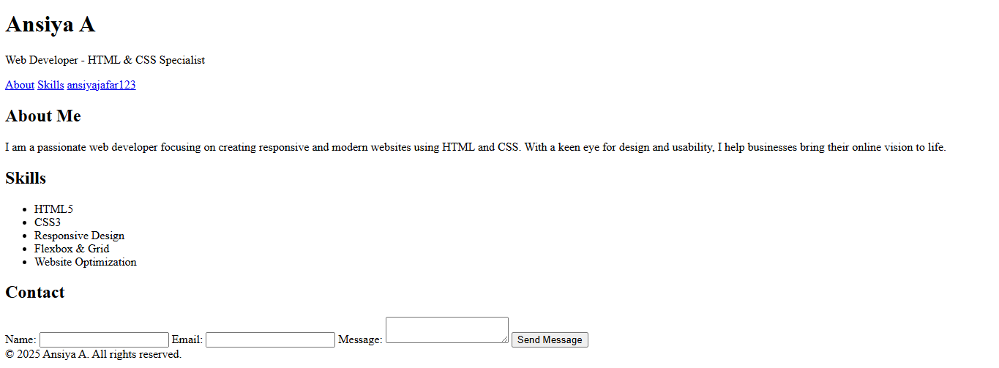 Ansiya A
Web Developer - HTML & CSS Specialist
About Skills ansiyajafar123
About Me
I am a passionate web developer focusing on creating responsive and modern websites using HTML and CSS. With a keen eye for design and usability, I help businesses bring their online vision to life.
Skills
• HTML5
• CSS3
• Responsive Design
• Flexbox & Grid
• Website Optimization
Contact
Name: Email: Message: Send Message
© 2025 Ansiya A. All rights reserved.